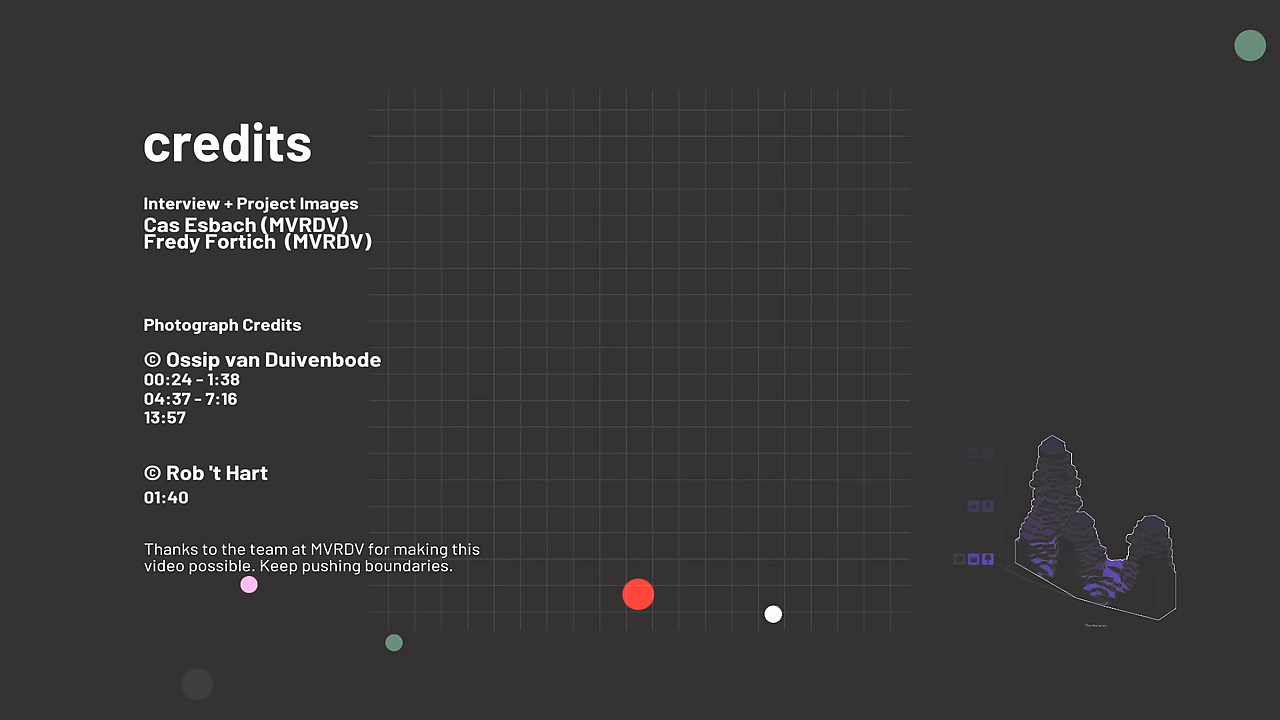 credits
Interview + Project Images
Cas Esbach (MVRDV)
Fredy Fortich (MVRDV)
Photograph Credits
© Ossip van Duivenbode
00:24 - 1:38
04:37 - 7:16
13:57
© Rob 't Hart
01:40
Thanks to the team at MVRDV for making this
video possible. Keep pushing boundaries.